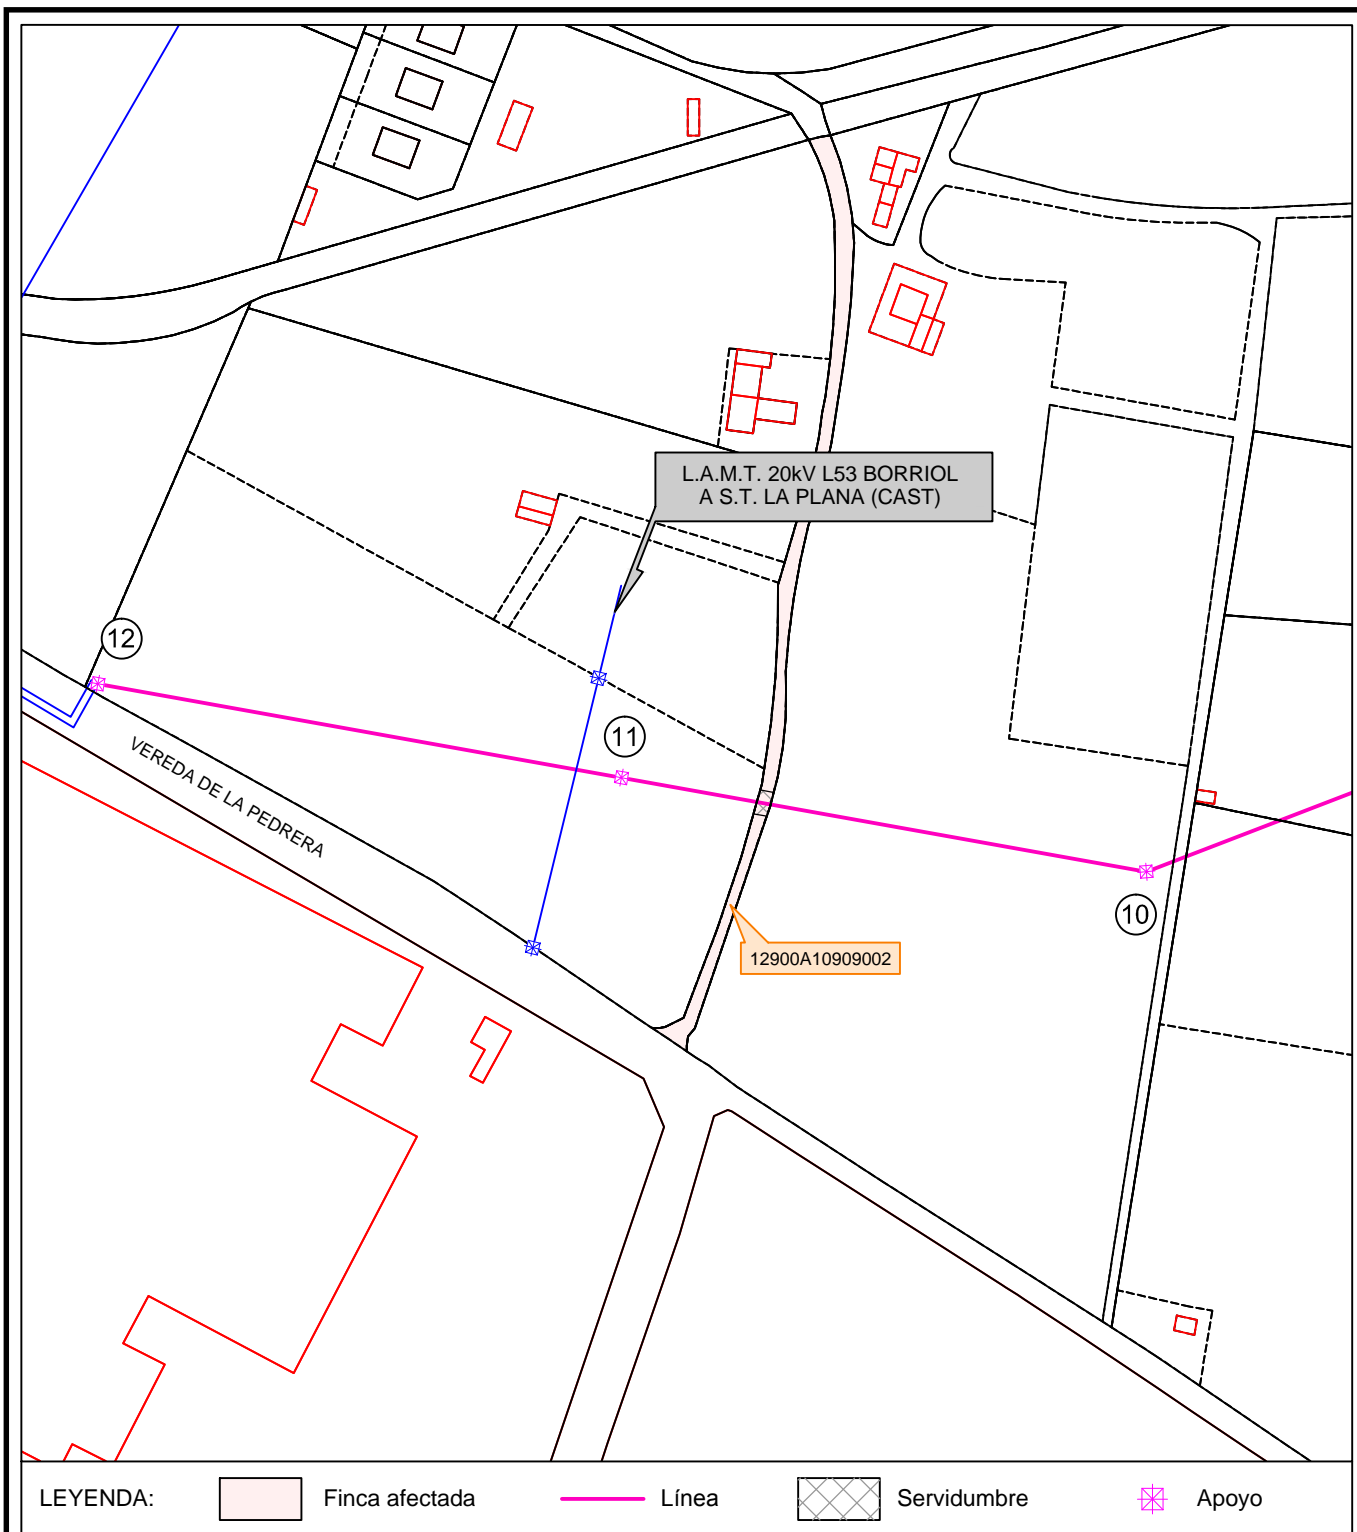 L.A.M.T. 20kV L53 BORRIOL
A S.T. LA PLANA (CAST)
12
11
VEREDA DE LA PEDRERA
10
12900A10909002
LEYENDA:
Finca afectada
Línea
Servidumbre
Apoyo